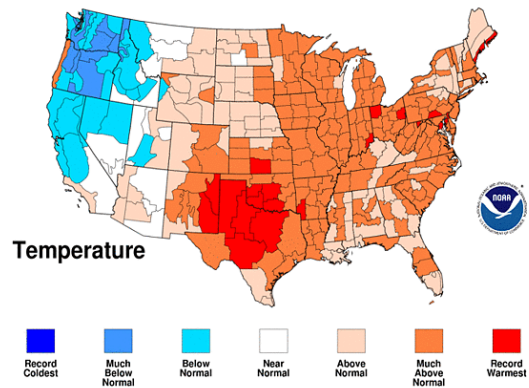 NOAA
Temperature
Record
Coldest
Much
Below
Normal
Below
Normal
Near
Normal
Above
Normal
Much
Above
Normal
Record
Warmest